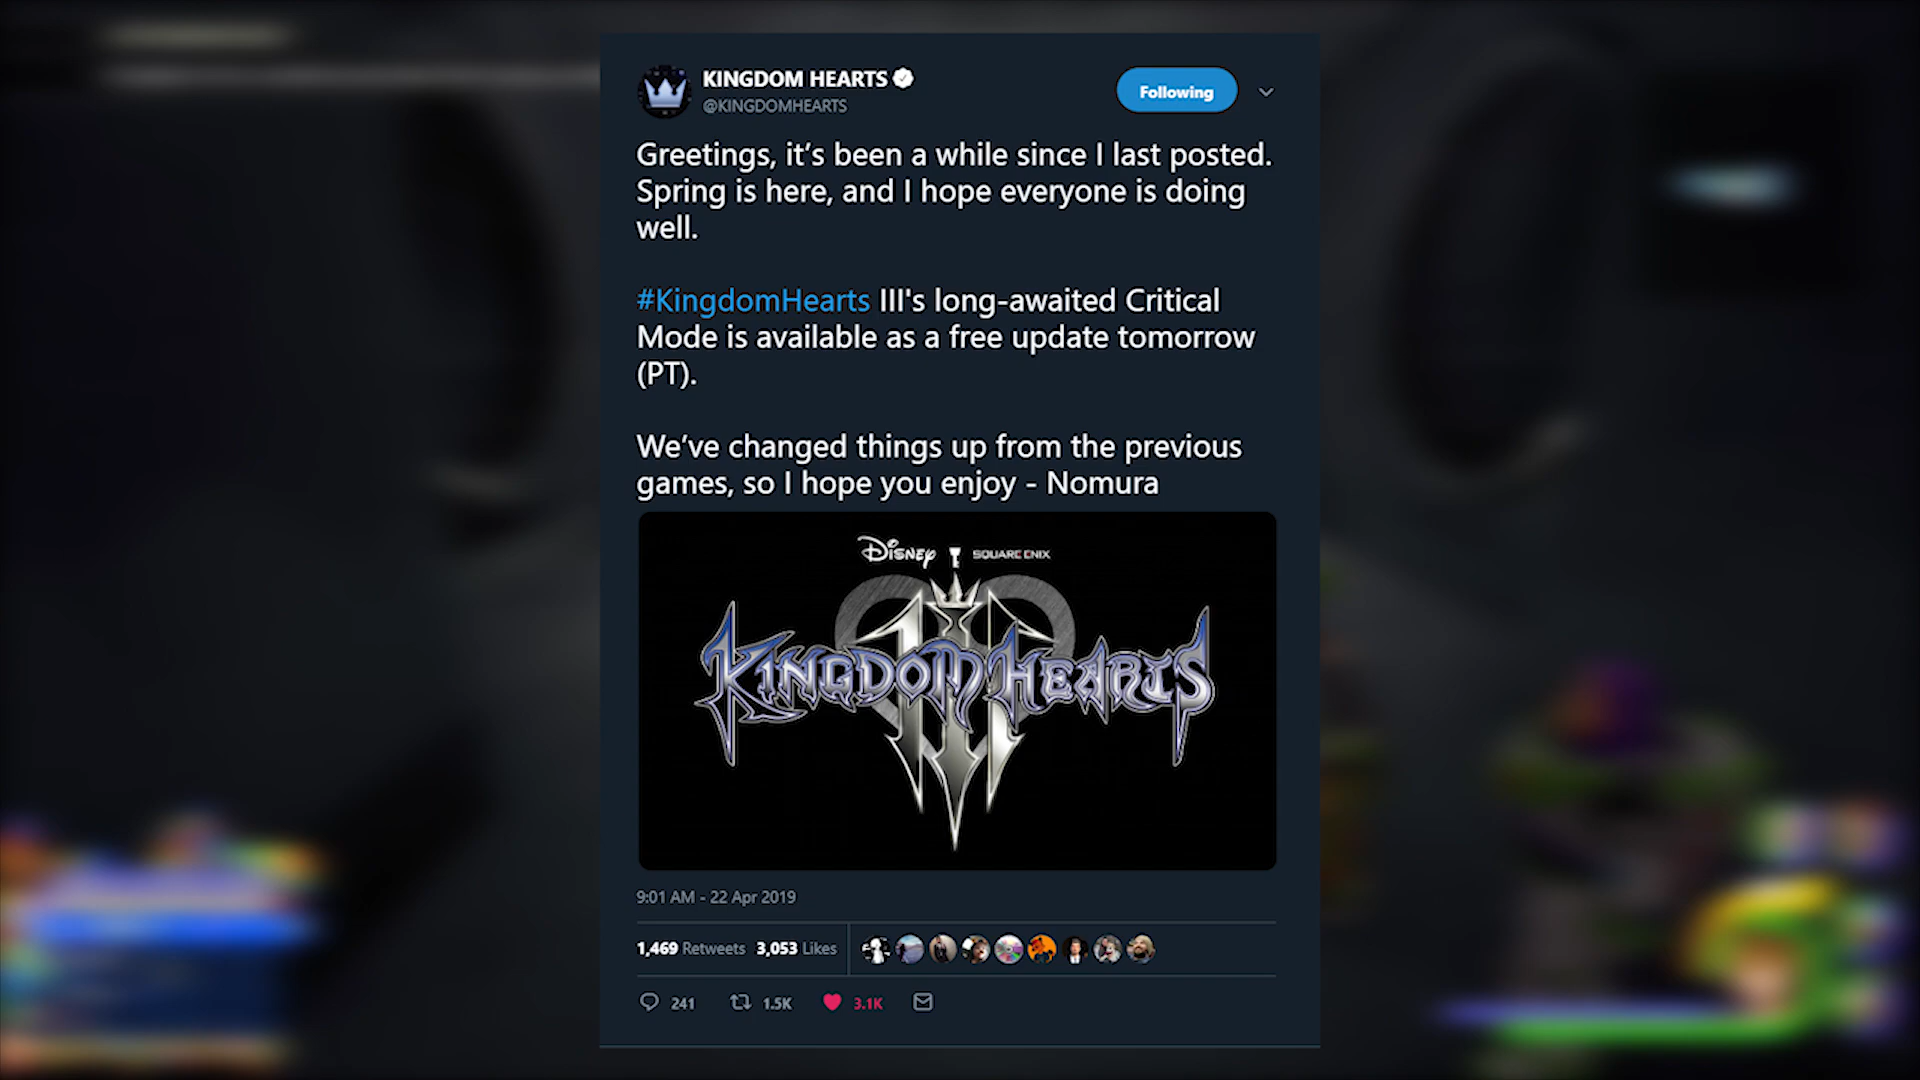 KINGDOM HEARTS
@KINGDOMHEARTS
Following
Greetings, it’s been a while since I last posted.
Spring is here, and I hope everyone is doing
well.
#KingdomHearts III's long-awaited Critical
Mode is available as a free update tomorrow
(PT).
We’ve changed things up from the previous
games, so I hope you enjoy - Nomura
Disney SQUARE ENIX
KINGDOM HEARTS
III
9:01 AM - 22 Apr 2019
1,469 Retweets 3,053 Likes
241 1.5K 3.1K